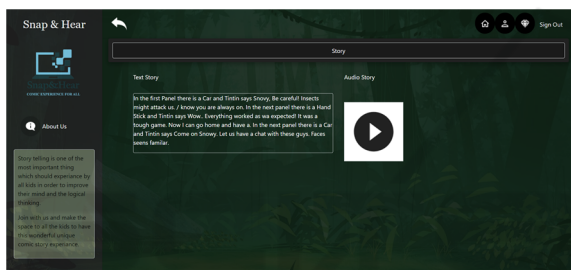 Snap & Hear
Sign Out
Story
Snap & Hear
COMIC EXPERIENCE FOR ALL
About Us
Story telling is one of the
most important thing
which should experiance by
all kids in order to improve
their mind and the logical
thinking
Join with us and make the
space to all the kids to have
this wonderful unique
comic story experiance
Text Story
In the first Panel there is a Car and Tintin says Snovy, Be carefull Insects
might attack us. / know you are always on. In the next panel there is a Hand
Stick and Tintin says Wow.. Everything worked as wa expected! It was a
tough game. Now I can go home and have a. In the next panel there is a Car
and Tintin says Come on Snowy. Let us have a chat with these guys. Faces
seens familar.
Audio Story